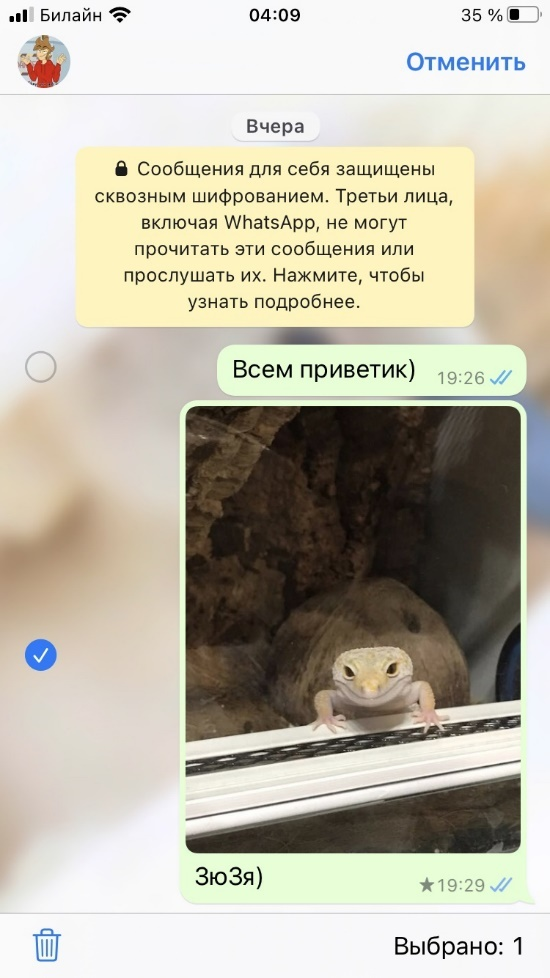 Билайн 04:09 35 %
Отменить
Вчера
Сообщения для себя защищены
сквозным шифрованием. Третьи лица,
включая WhatsApp, не могут
прочитать эти сообщения или
прослушать их. Нажмите, чтобы
узнать подробнее.
Всем приветик) 19:26
ЗюЗя) 19:29
Выбрано: 1